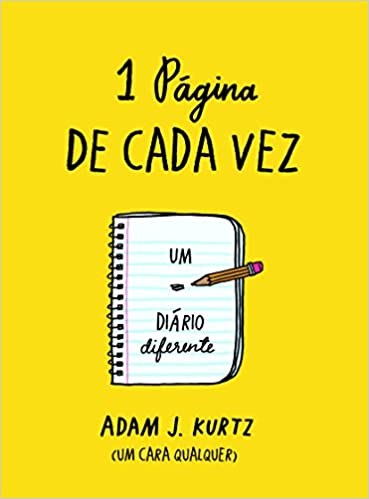 1 Página
DE CADA VEZ
UM
DIÁRIO
diferente
ADAM J. KURTZ
(UM CARA QUALQUER)